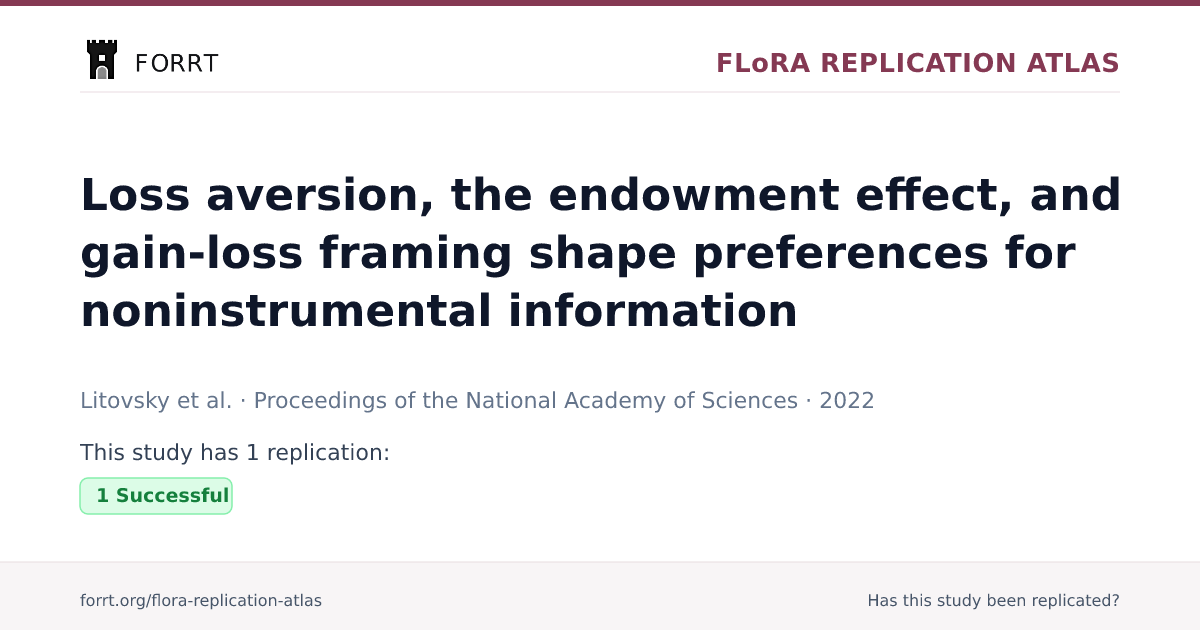 FORRT
FLoRA REPLICATION ATLAS
Loss aversion, the endowment effect, and
gain-loss framing shape preferences for
noninstrumental information
Litovsky et al. · Proceedings of the National Academy of Sciences · 2022
This study has 1 replication:
1 Successful
forrt.org/flora-replication-atlas
Has this study been replicated?